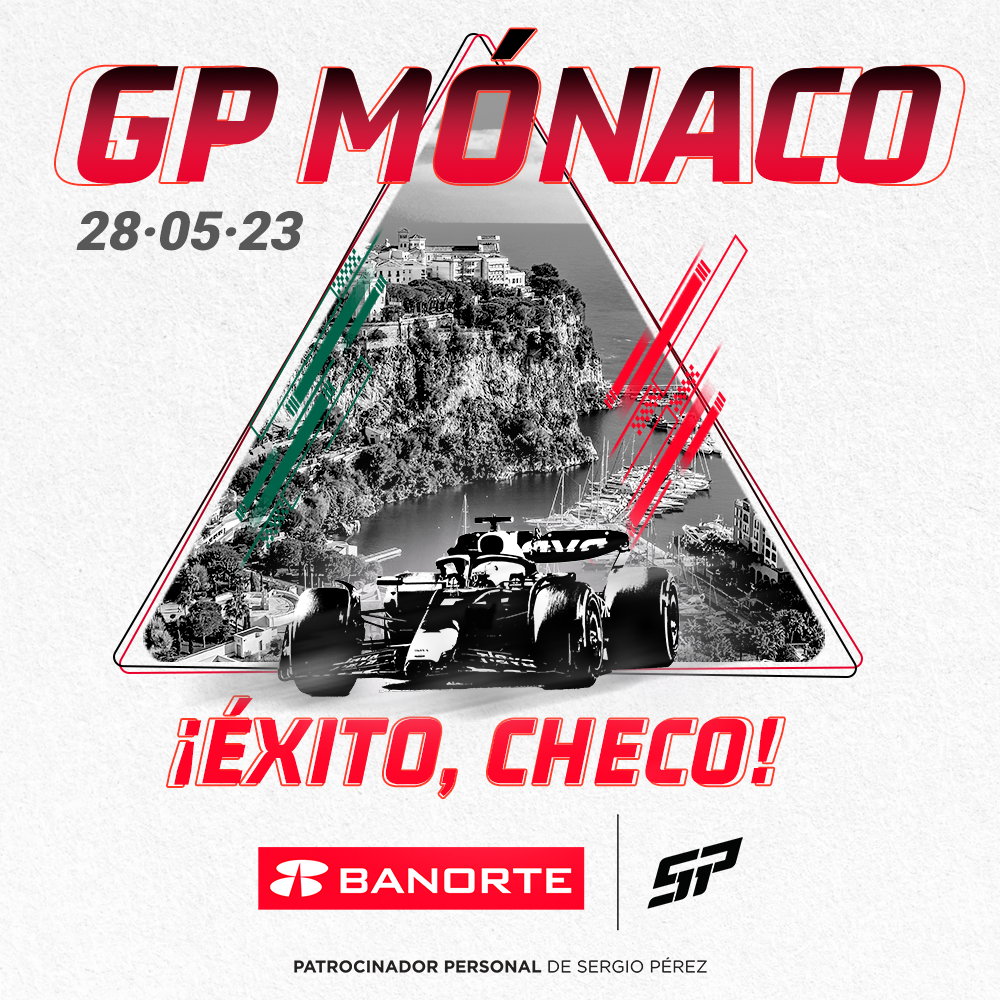 GP MÓNACO
28·05·23
¡ÉXITO, CHECO!
BANORTE
SP
PATROCINADOR PERSONAL DE SERGIO PÉREZ